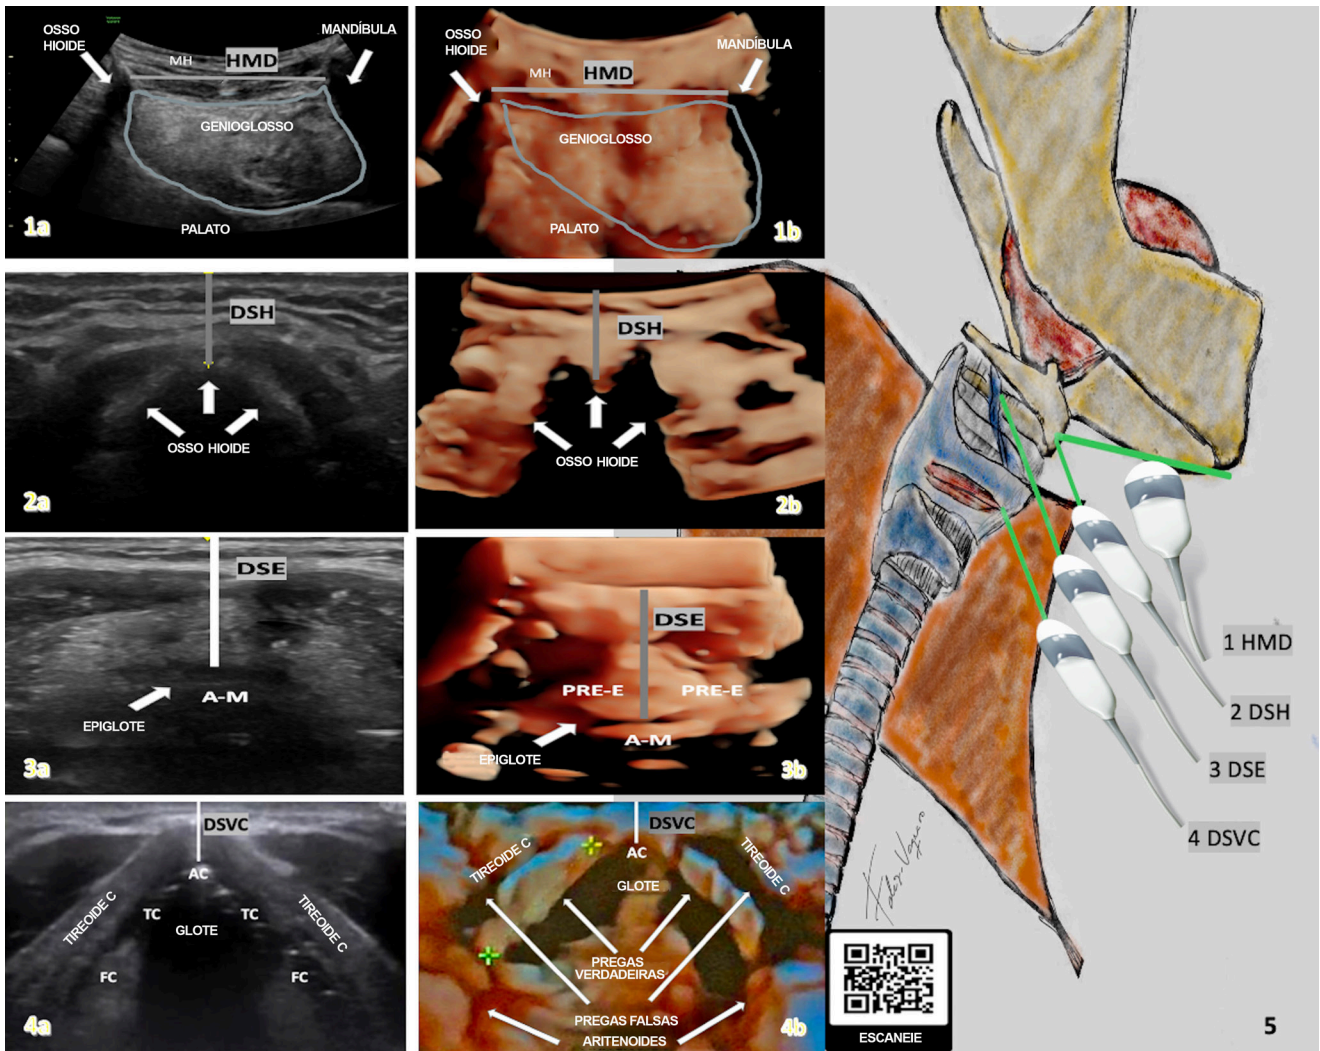 OSSO
HIOIDE
MH
HMD
MANDÍBULA
GENIOGLOSSO
PALATO
1a
OSSO
HIOIDE
MH
HMD
MANDÍBULA
GENIOGLOSSO
PALATO
1b
DSH
OSSO HIOIDE
2a
DSH
OSSO HIOIDE
2b
DSE
A-M
EPIGLOTE
3a
DSE
PRE-E
PRE-E
A-M
EPIGLOTE
3b
DSVC
AC
TIREOIDE C
TC
TC
TIREOIDE C
GLOTE
FC
FC
4a
DSVC
TIREOIDE C
AC
TIREOIDE C
GLOTE
PREGAS
VERDADEIRAS
PREGAS FALSAS
ARITENOIDES
4b
1 HMD
2 DSH
3 DSE
4 DSVC
ESCANEIE
5